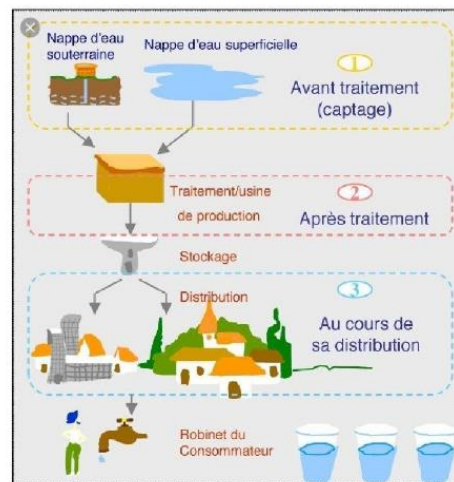 Nappe d'eau
souterraine
Nappe d'eau superficielle
1
Avant traitement
(captage)
Traitement/usine
de production
2
Après traitement
Stockage
Distribution
3
Au cours de
sa distribution
Robinet du
Consommateur